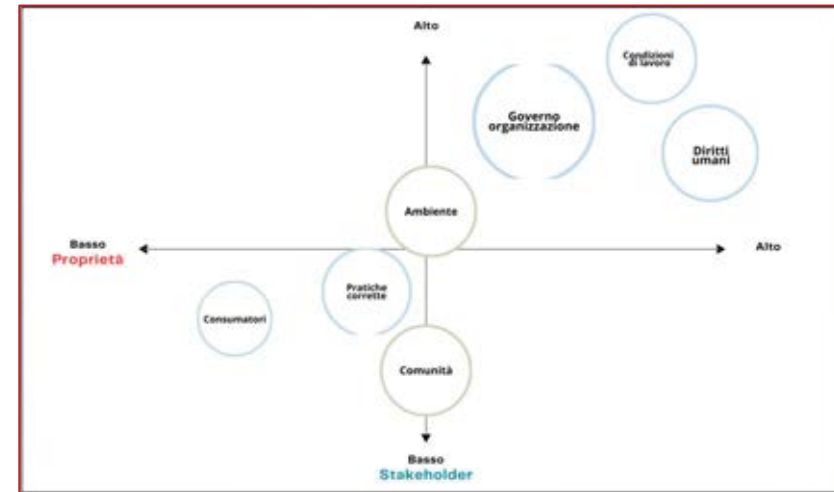 Alto
Condizioni
di lavoro
Governo
organizzazione
Diritti
umani
Ambiente
Basso
Proprietà
Alto
Pratiche
corrette
Consumatori
Comunità
Basso
Stakeholder